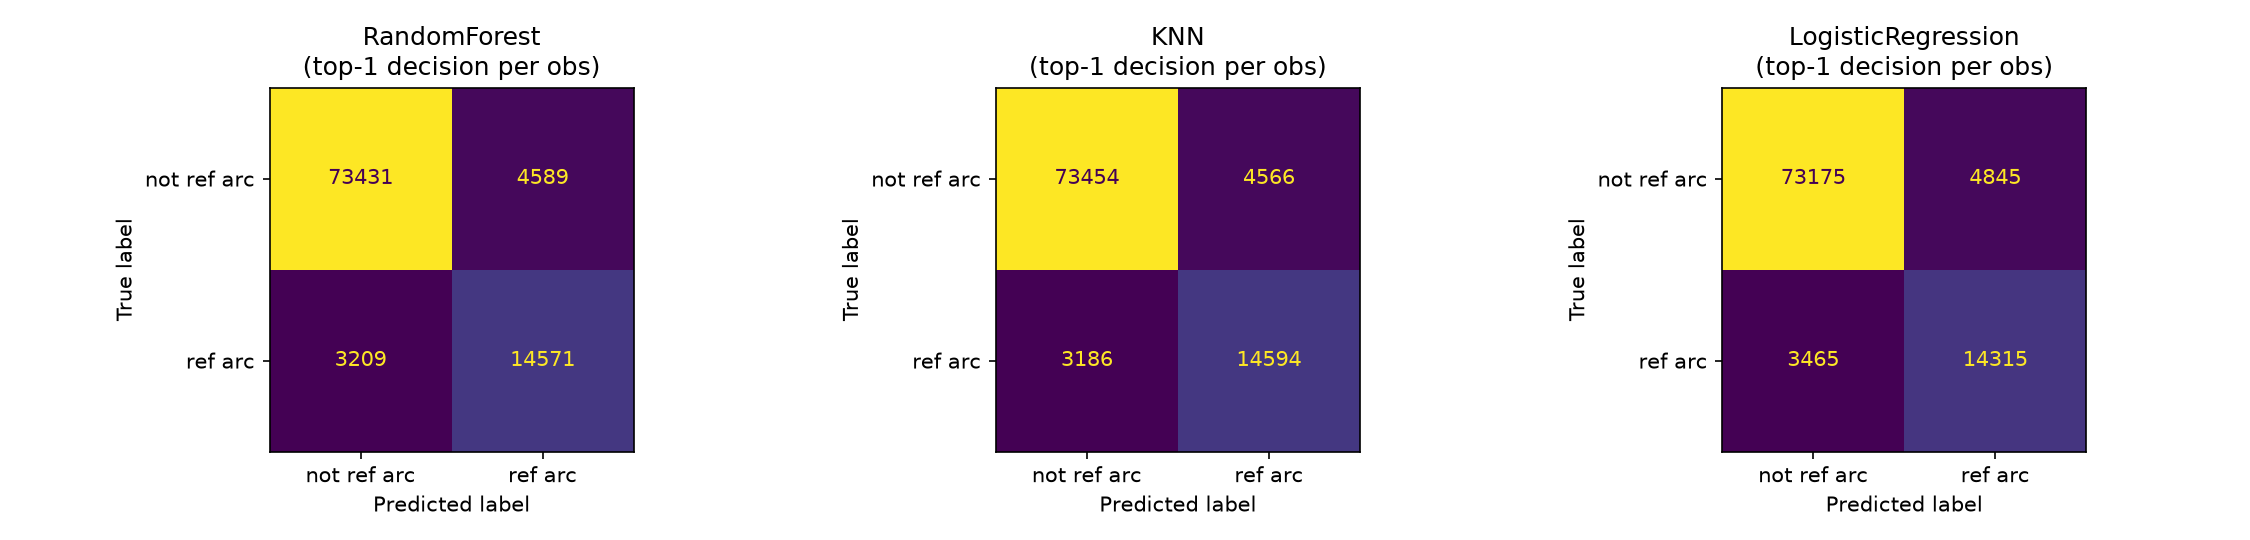 RandomForest
(top-1 decision per obs)
True label
not ref arc
73431
4589
ref arc
3209
14571
not ref arc
ref arc
Predicted label
KNN
(top-1 decision per obs)
True label
not ref arc
73454
4566
ref arc
3186
14594
not ref arc
ref arc
Predicted label
LogisticRegression
(top-1 decision per obs)
True label
not ref arc
73175
4845
ref arc
3465
14315
not ref arc
ref arc
Predicted label